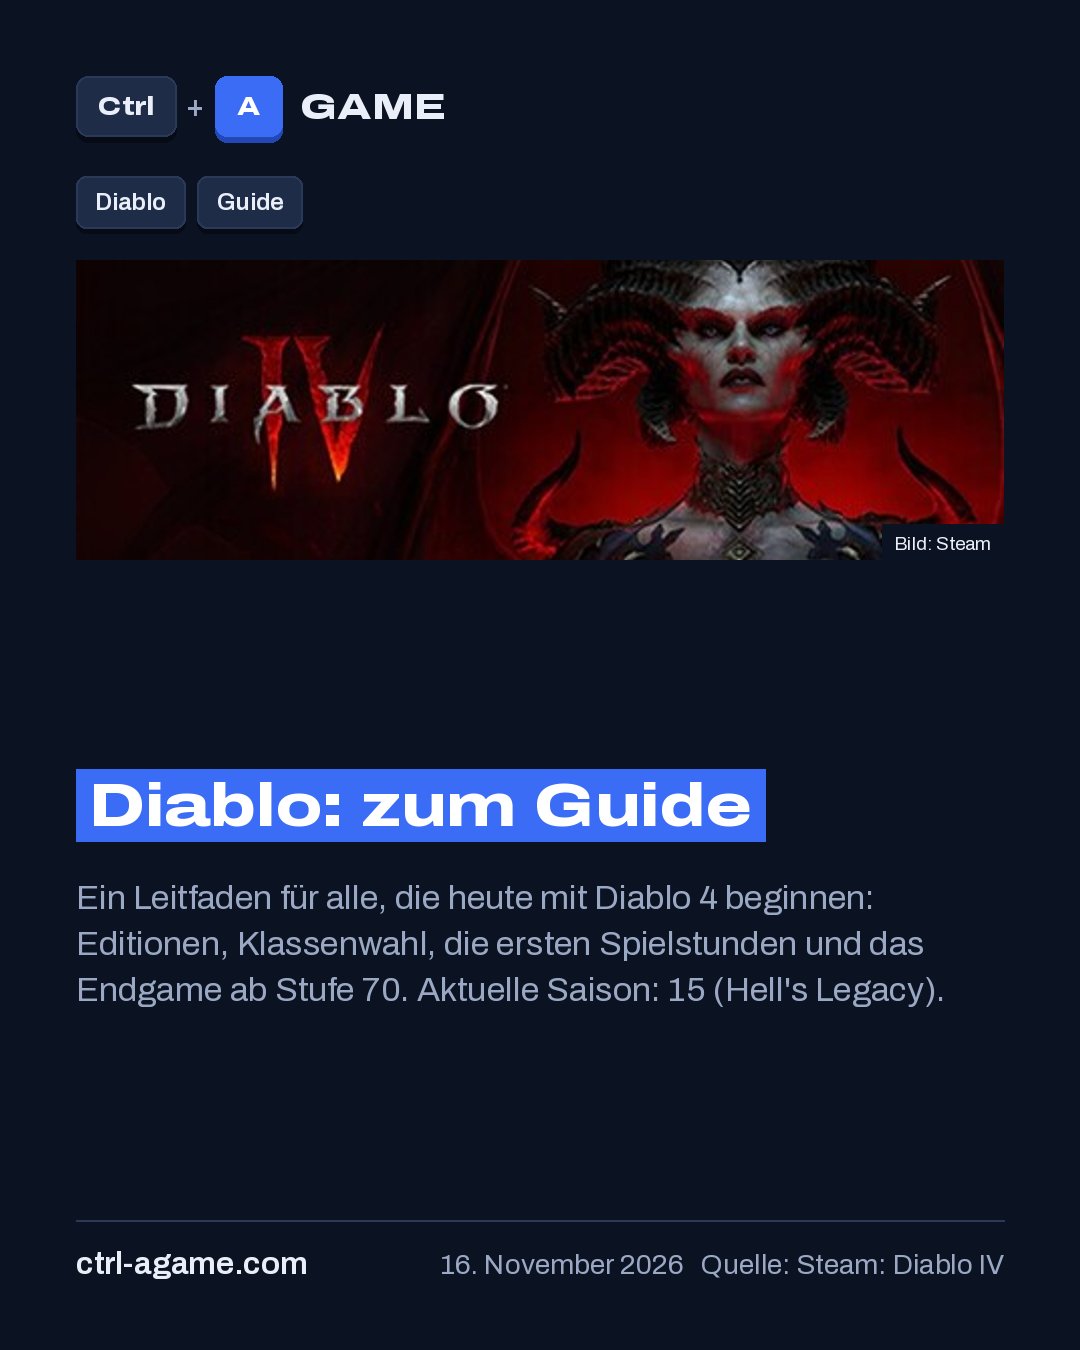 Ctrl + A GAME
Diablo Guide
DIABLO IV
Bild: Steam
Diablo: zum Guide
Ein Leitfaden für alle, die heute mit Diablo 4 beginnen:
Editionen, Klassenwahl, die ersten Spielstunden und das
Endgame ab Stufe 70. Aktuelle Saison: 15 (Hell's Legacy).
ctrl-agame.com 16. November 2026 Quelle: Steam: Diablo IV